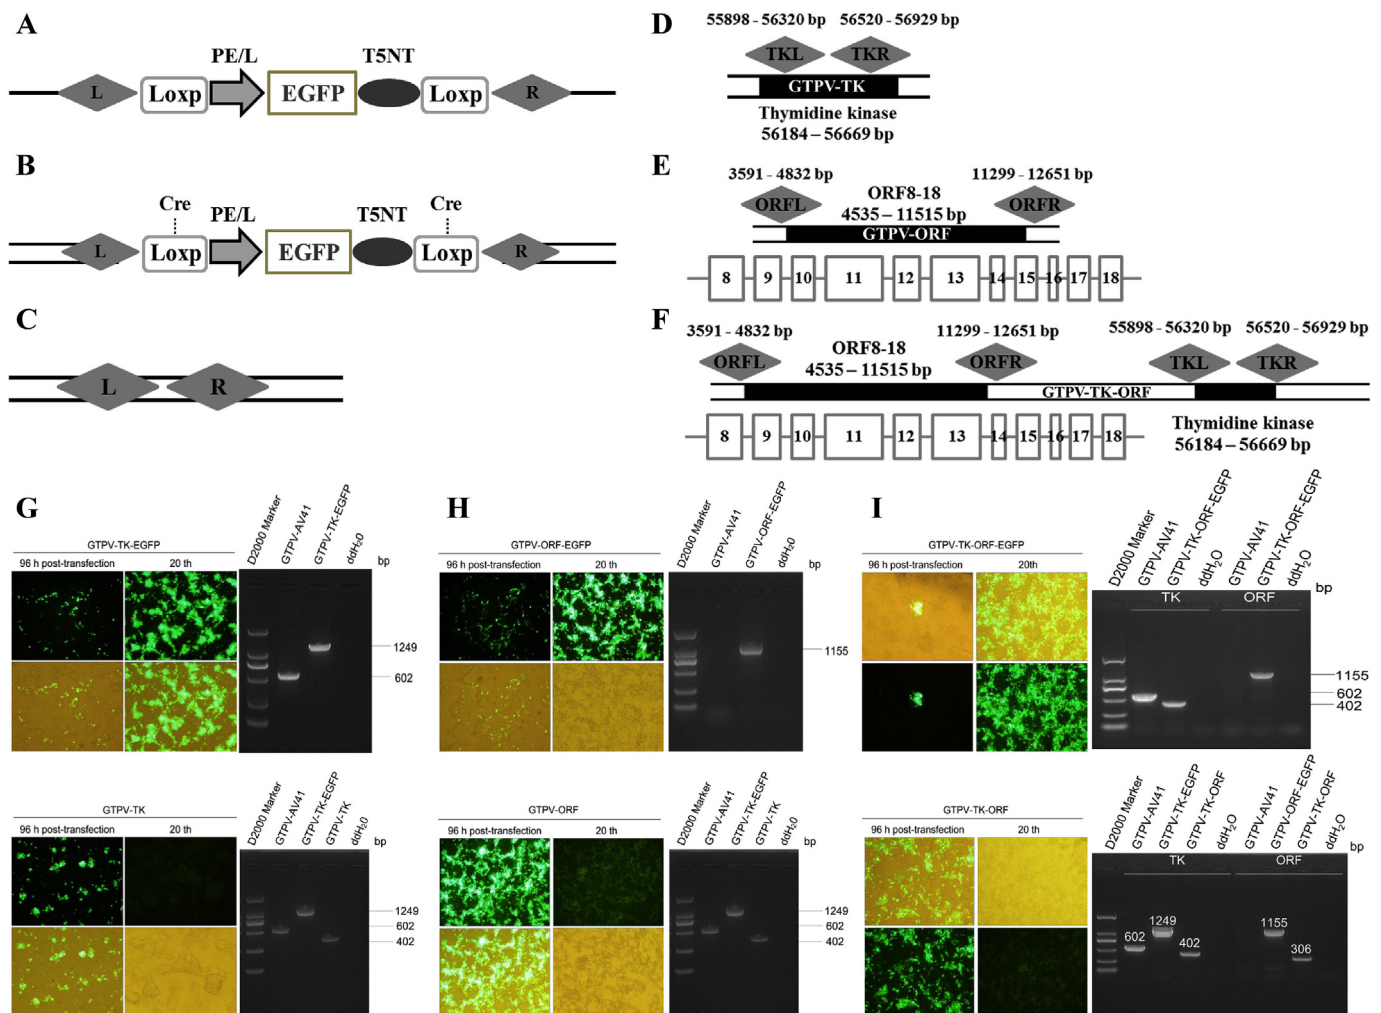 A
PE/L T5NT
L Loxp EGFP Loxp R
B
Cre Cre
PE/L T5NT
L Loxp EGFP Loxp R
C
L R
D
55898 - 56320 bp 56520 - 56929 bp
TKL TKR
GTPV-TK
Thymidine kinase
56184 – 56669 bp
E
3591 - 4832 bp 11299 - 12651 bp
ORF8-18
ORFL ORFR
4535 – 11515 bp
GTPV-ORF
8 9 10 11 12 13 14 15 16 17 18
F
3591 - 4832 bp 11299 - 12651 bp 55898 - 56320 bp 56520 - 56929 bp
ORF8-18
ORFL ORFR TKL TKR
4535 – 11515 bp
GTPV-TK-ORF
8 9 10 11 12 13 14 15 16 17 18
Thymidine kinase
56184 – 56669 bp
G
GTPV-TK-EGFP
96 h post-transfection 20 th
D2000 Marker
GTPV-AV41
GTPV-TK-EGFP
ddH20
bp
1249
602
GTPV-TK
96 h post-transfection 20 th
D2000 Marker
GTPV-AV41
GTPV-TK-EGFP
GTPV-TK
ddH20
bp
1249
602
402
H
GTPV-ORF-EGFP
96 h post-transfection 20 th
D2000 Marker
GTPV-AV41
GTPV-ORF-EGFP
ddH20
bp
1155
GTPV-ORF
96 h post-transfection 20 th
D2000 Marker
GTPV-AV41
GTPV-TK-EGFP
GTPV-TK
ddH20
bp
1249
602
402
I
GTPV-TK-ORF-EGFP
96 h post-transfection 20th
D2000 Marker
GTPV-AV41
GTPV-TK-ORF-EGFP
ddH2O
GTPV-AV41
GTPV-TK-ORF-EGFP
ddH2O
bp
TK ORF
1155
602
402
GTPV-TK-ORF
96 h post-transfection 20 th
D2000 Marker
GTPV-AV41
GTPV-TK-EGFP
GTPV-TK-ORF
ddH2O
GTPV-AV41
GTPV-ORF-EGFP
GTPV-TK-ORF
ddH2O
bp
TK ORF
602 1249 402 1155 306